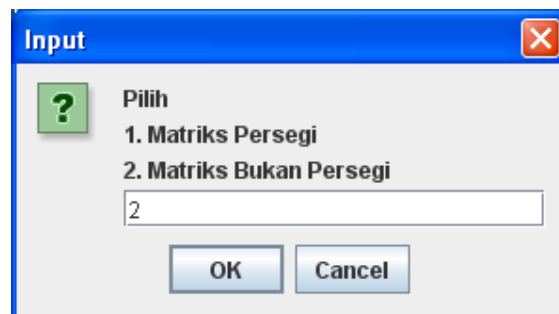 Input
Pilih
1. Matriks Persegi
2. Matriks Bukan Persegi
2
OK Cancel